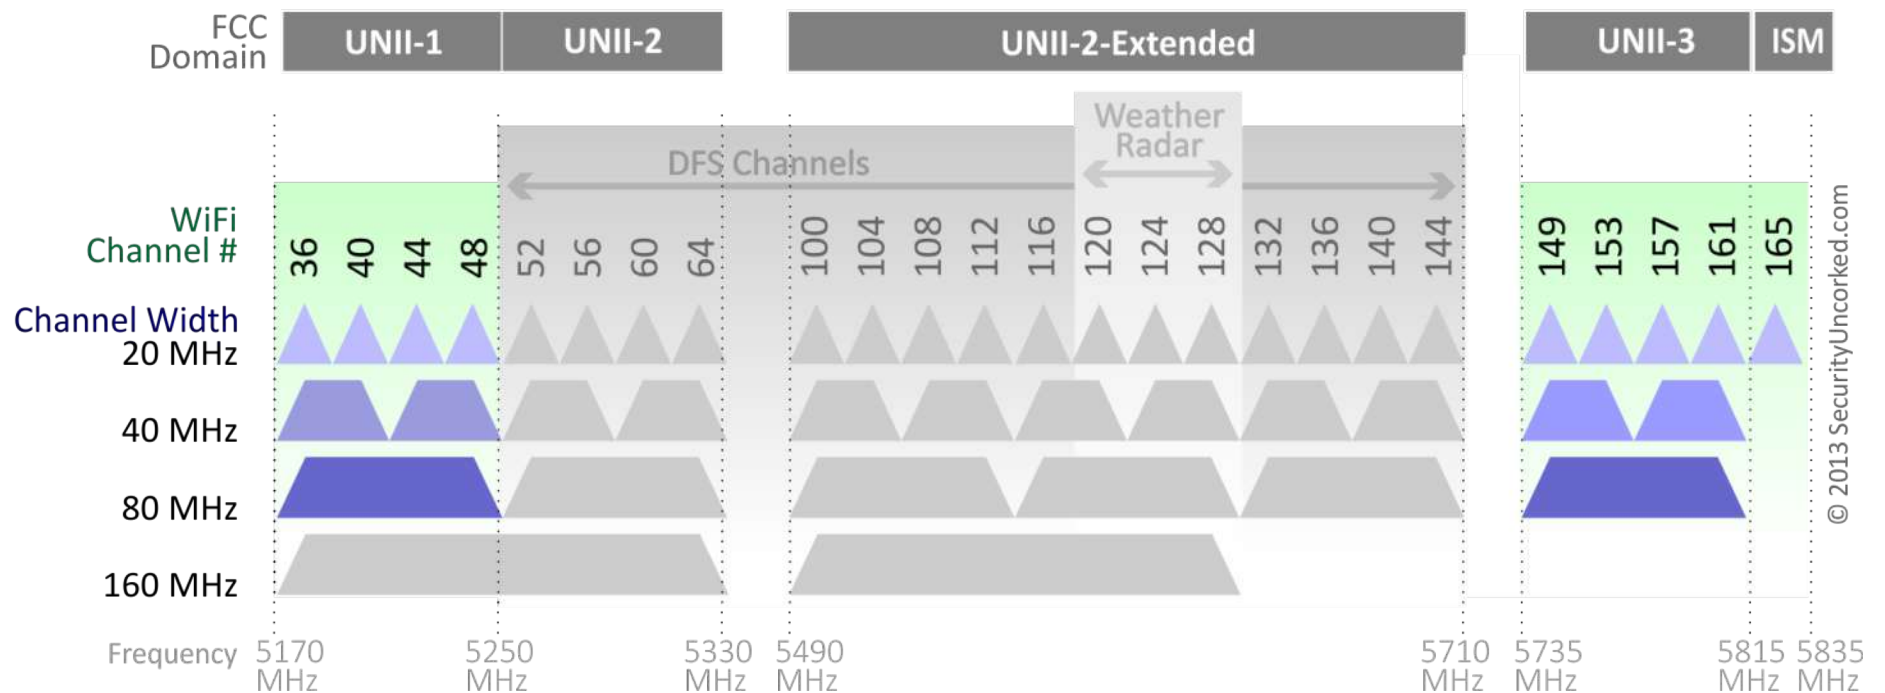 FCC
Domain
UNII-1
UNII-2
UNII-2-Extended
UNII-3
ISM
Weather
Radar
DFS Channels
WiFi
Channel #
36 40 44 48 52 56 60 64 100 104 108 112 116 120 124 128 132 136 140 144 149 153 157 161 165
Channel Width
20 MHz
40 MHz
80 MHz
160 MHz
Frequency
5170
MHz
5250
MHz
5330
MHz
5490
MHz
5710
MHz
5735
MHz
5815
MHz
5835
MHz
© 2013 SecurityUncorked.com